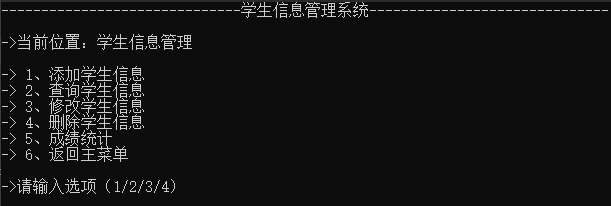 ------------------------------学生信息管理系统------------------------------
->当前位置：学生信息管理
-> 1、添加学生信息
-> 2、查询学生信息
-> 3、修改学生信息
-> 4、删除学生信息
-> 5、成绩统计
-> 6、返回主菜单
->请输入选项（1/2/3/4）